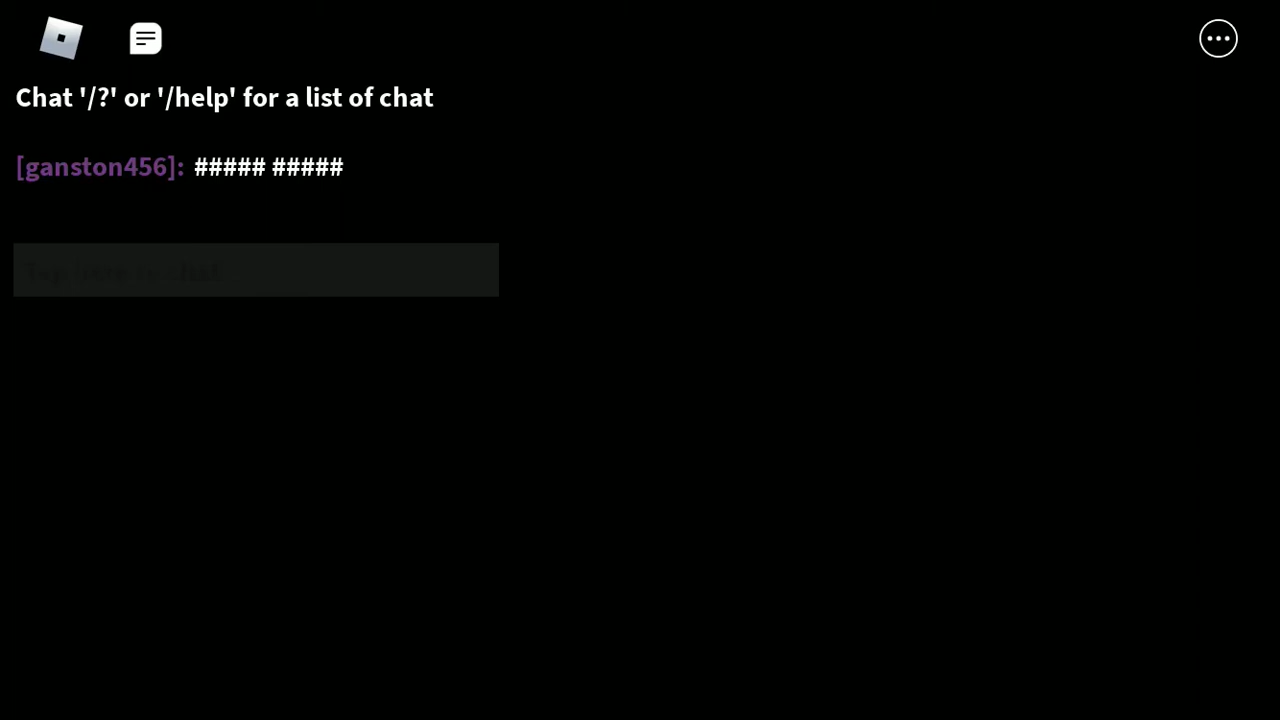 Chat '/?' or '/help' for a list of chat
[ganston456]: ##### #####